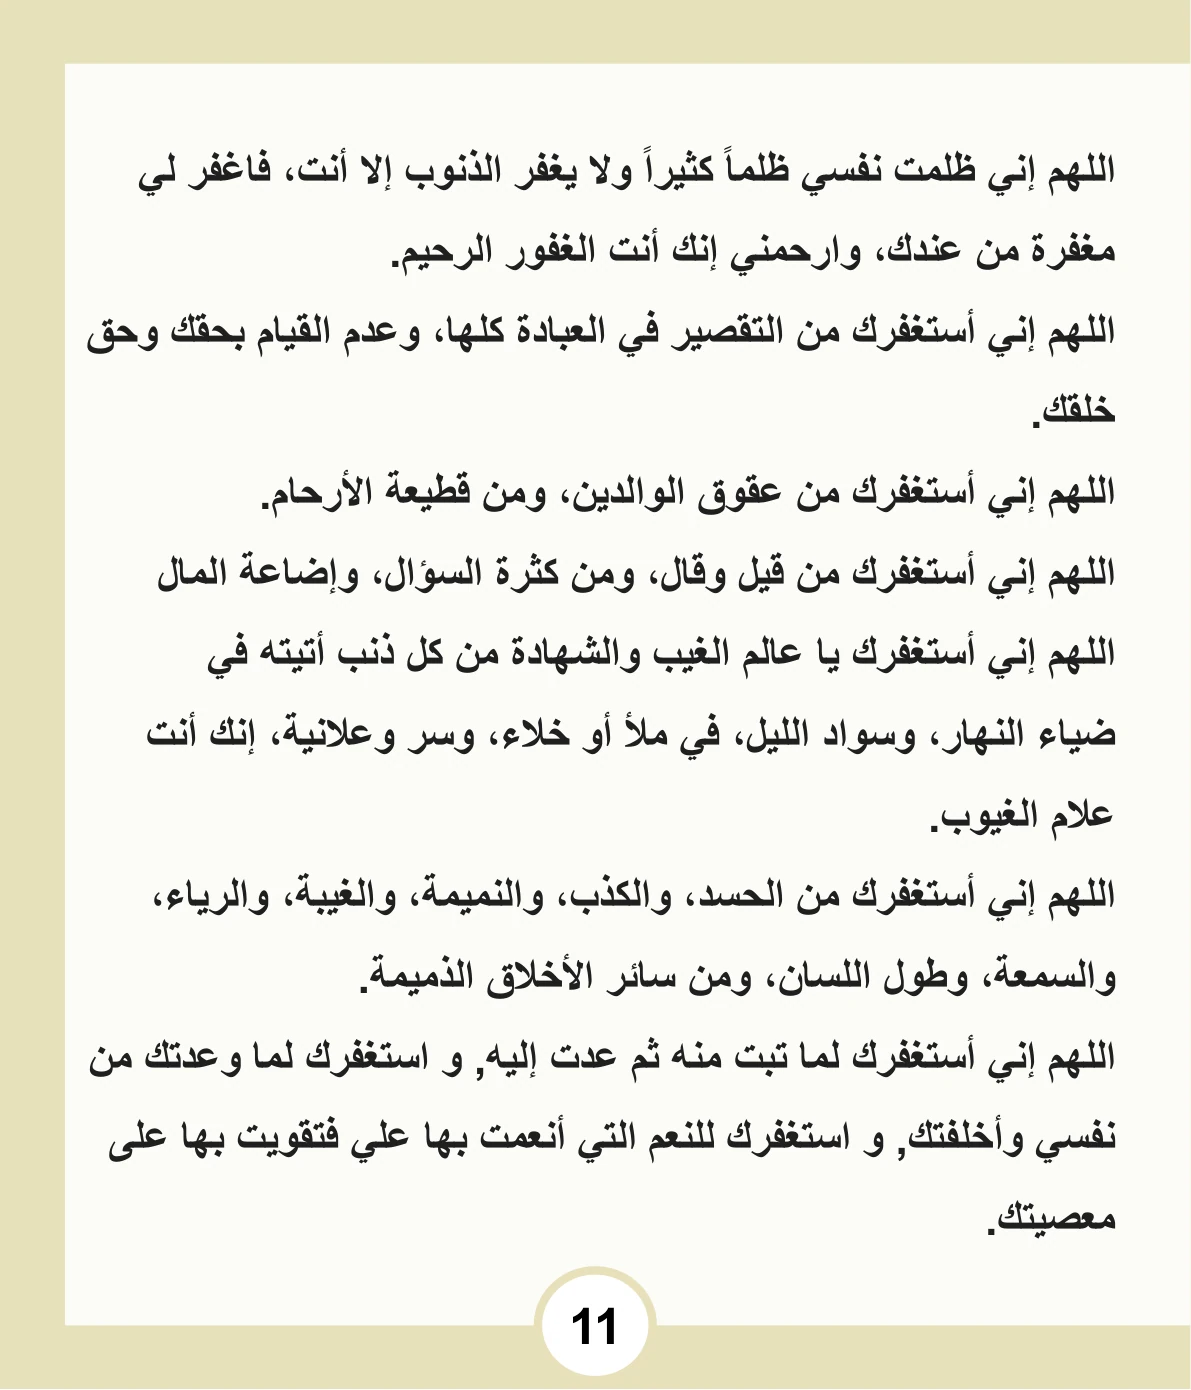 اللهم إني ظلمت نفسي ظلماً كثيراً ولا يغفر الذنوب إلا أنت، فاغفر لي
مغفرة من عندك، وارحمني إنك أنت الغفور الرحيم.
اللهم إني أستغفرك من التقصير في العبادة كلها، وعدم القيام بحقك وحق
خلقك.
اللهم إني أستغفرك من عقوق الوالدين، ومن قطيعة الأرحام.
اللهم إني أستغفرك من قيل وقال، ومن كثرة السؤال، وإضاعة المال
اللهم إني أستغفرك يا عالم الغيب والشهادة من كل ذنب أتيته في
ضياء النهار، وسواد الليل، في ملأ أو خلاء، وسر وعلانية، إنك أنت
علام الغيوب.
اللهم إني أستغفرك من الحسد، والكذب، والنميمة، والغيبة، والرياء،
والسمعة، وطول اللسان، ومن سائر الأخلاق الذميمة.
اللهم إني أستغفرك لما تبت منه ثم عدت إليه, و استغفرك لما وعدتك من
نفسي وأخلفتك, و استغفرك للنعم التي أنعمت بها علي فتقويت بها على
معصيتك.
11